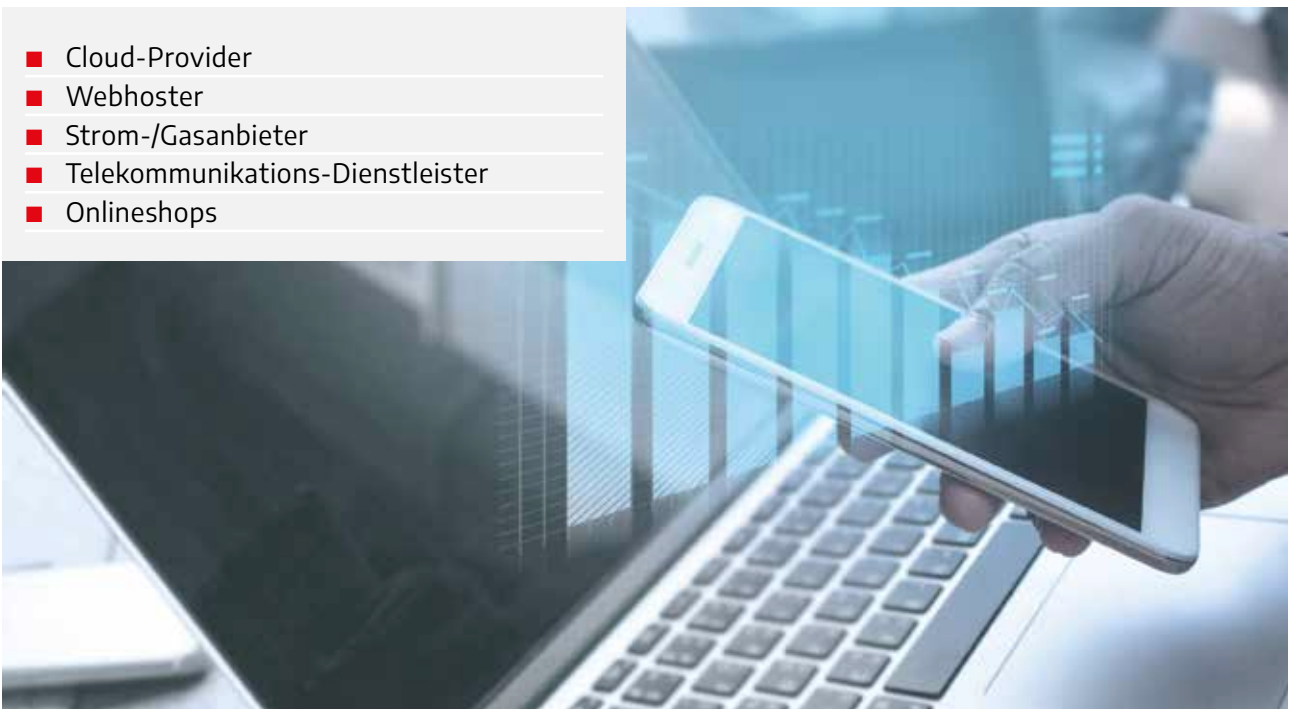 Cloud-Provider
Webhoster
Strom-/Gasanbieter
Telekommunikations-Dienstleister
Onlineshops